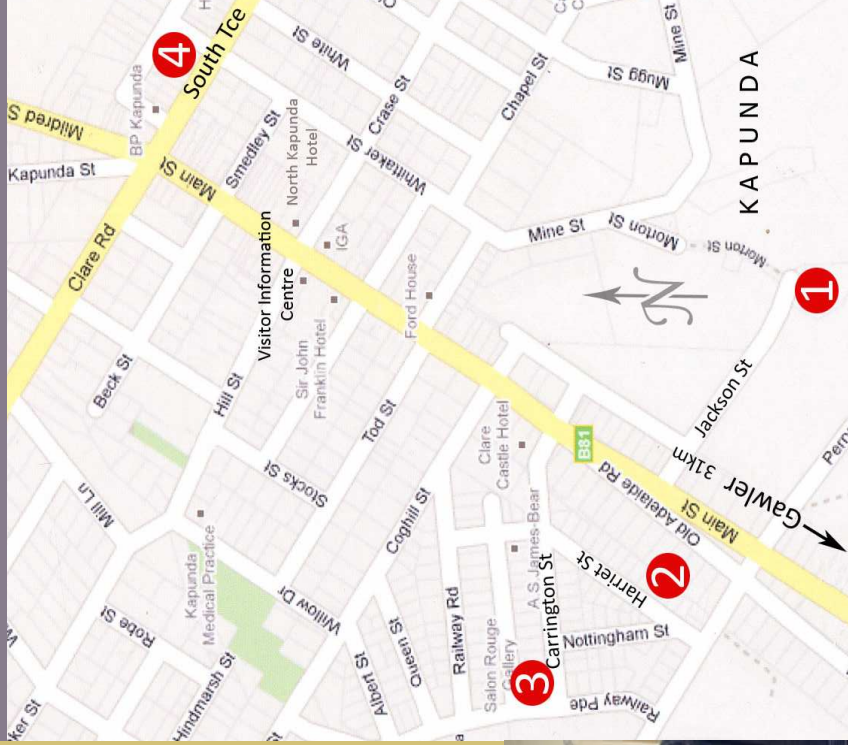 Mildred S
4
South Tce
White St
BP Kapunda
Kapunda St
Smedley St
Crase St
Chapel St
Mugg St
Mine St
Main St
North Kapunda
Hotel
Whittaker St
KAPUNDA
Clare Rd
Visitor Information
Centre
IGA
Mine St
Morton St
Morton St
Ford House
Sir John
Franklin Hotel
N
1
Beck St
Hill St
Tod St
Jackson St
Stocks St
Clare
Castle Hotel
B81
31km
Gawler
Mill Ln
Coghill St
Old Adelaide Rd
Main St
Kapunda
Medical Practice
A S James-Bear
Harriet St
2
Willow Dr
Railway Rd
Carrington St
Robe St
Queen St
Albert St
Nottingham St
Salon Rouge
Gallery
3
Hindmarsh St
Railway Pde
ker St
St
a